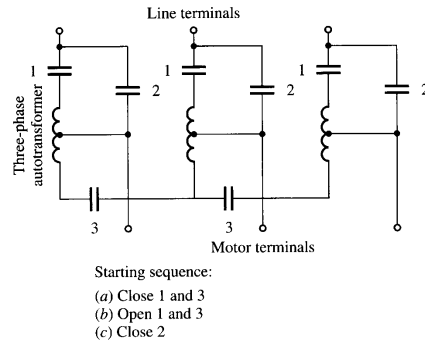 Line terminals
1
2
1
2
1
2
Three-phase
autotransformer
3
3
Motor terminals
Starting sequence:
(a) Close 1 and 3
(b) Open 1 and 3
(c) Close 2